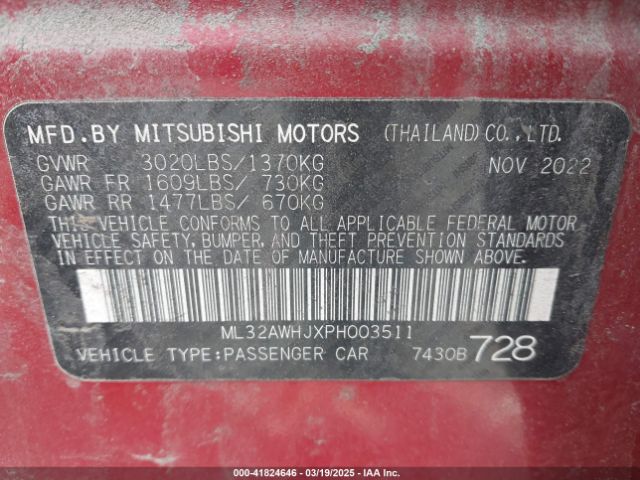 MFD.BY MITSUBISHI MOTORS (THAILAND)CO.,LTD.
GVWR 3020LBS/1370KG NOV 2022
GAWR FR 1609LBS/ 730KG
GAWR RR 1477LBS/ 670KG
THIS VEHICLE CONFORMS TO ALL APPLICABLE FEDERAL MOTOR
VEHICLE SAFETY, BUMPER, AND THEFT PREVENTION STANDARDS
IN EFFECT ON THE DATE OF MANUFACTURE SHOWN ABOVE.
ML32AWHJXPH003511
VEHICLE TYPE:PASSENGER CAR 7430B 728
000-41824646 - 03/19/2025 - IAA Inc.